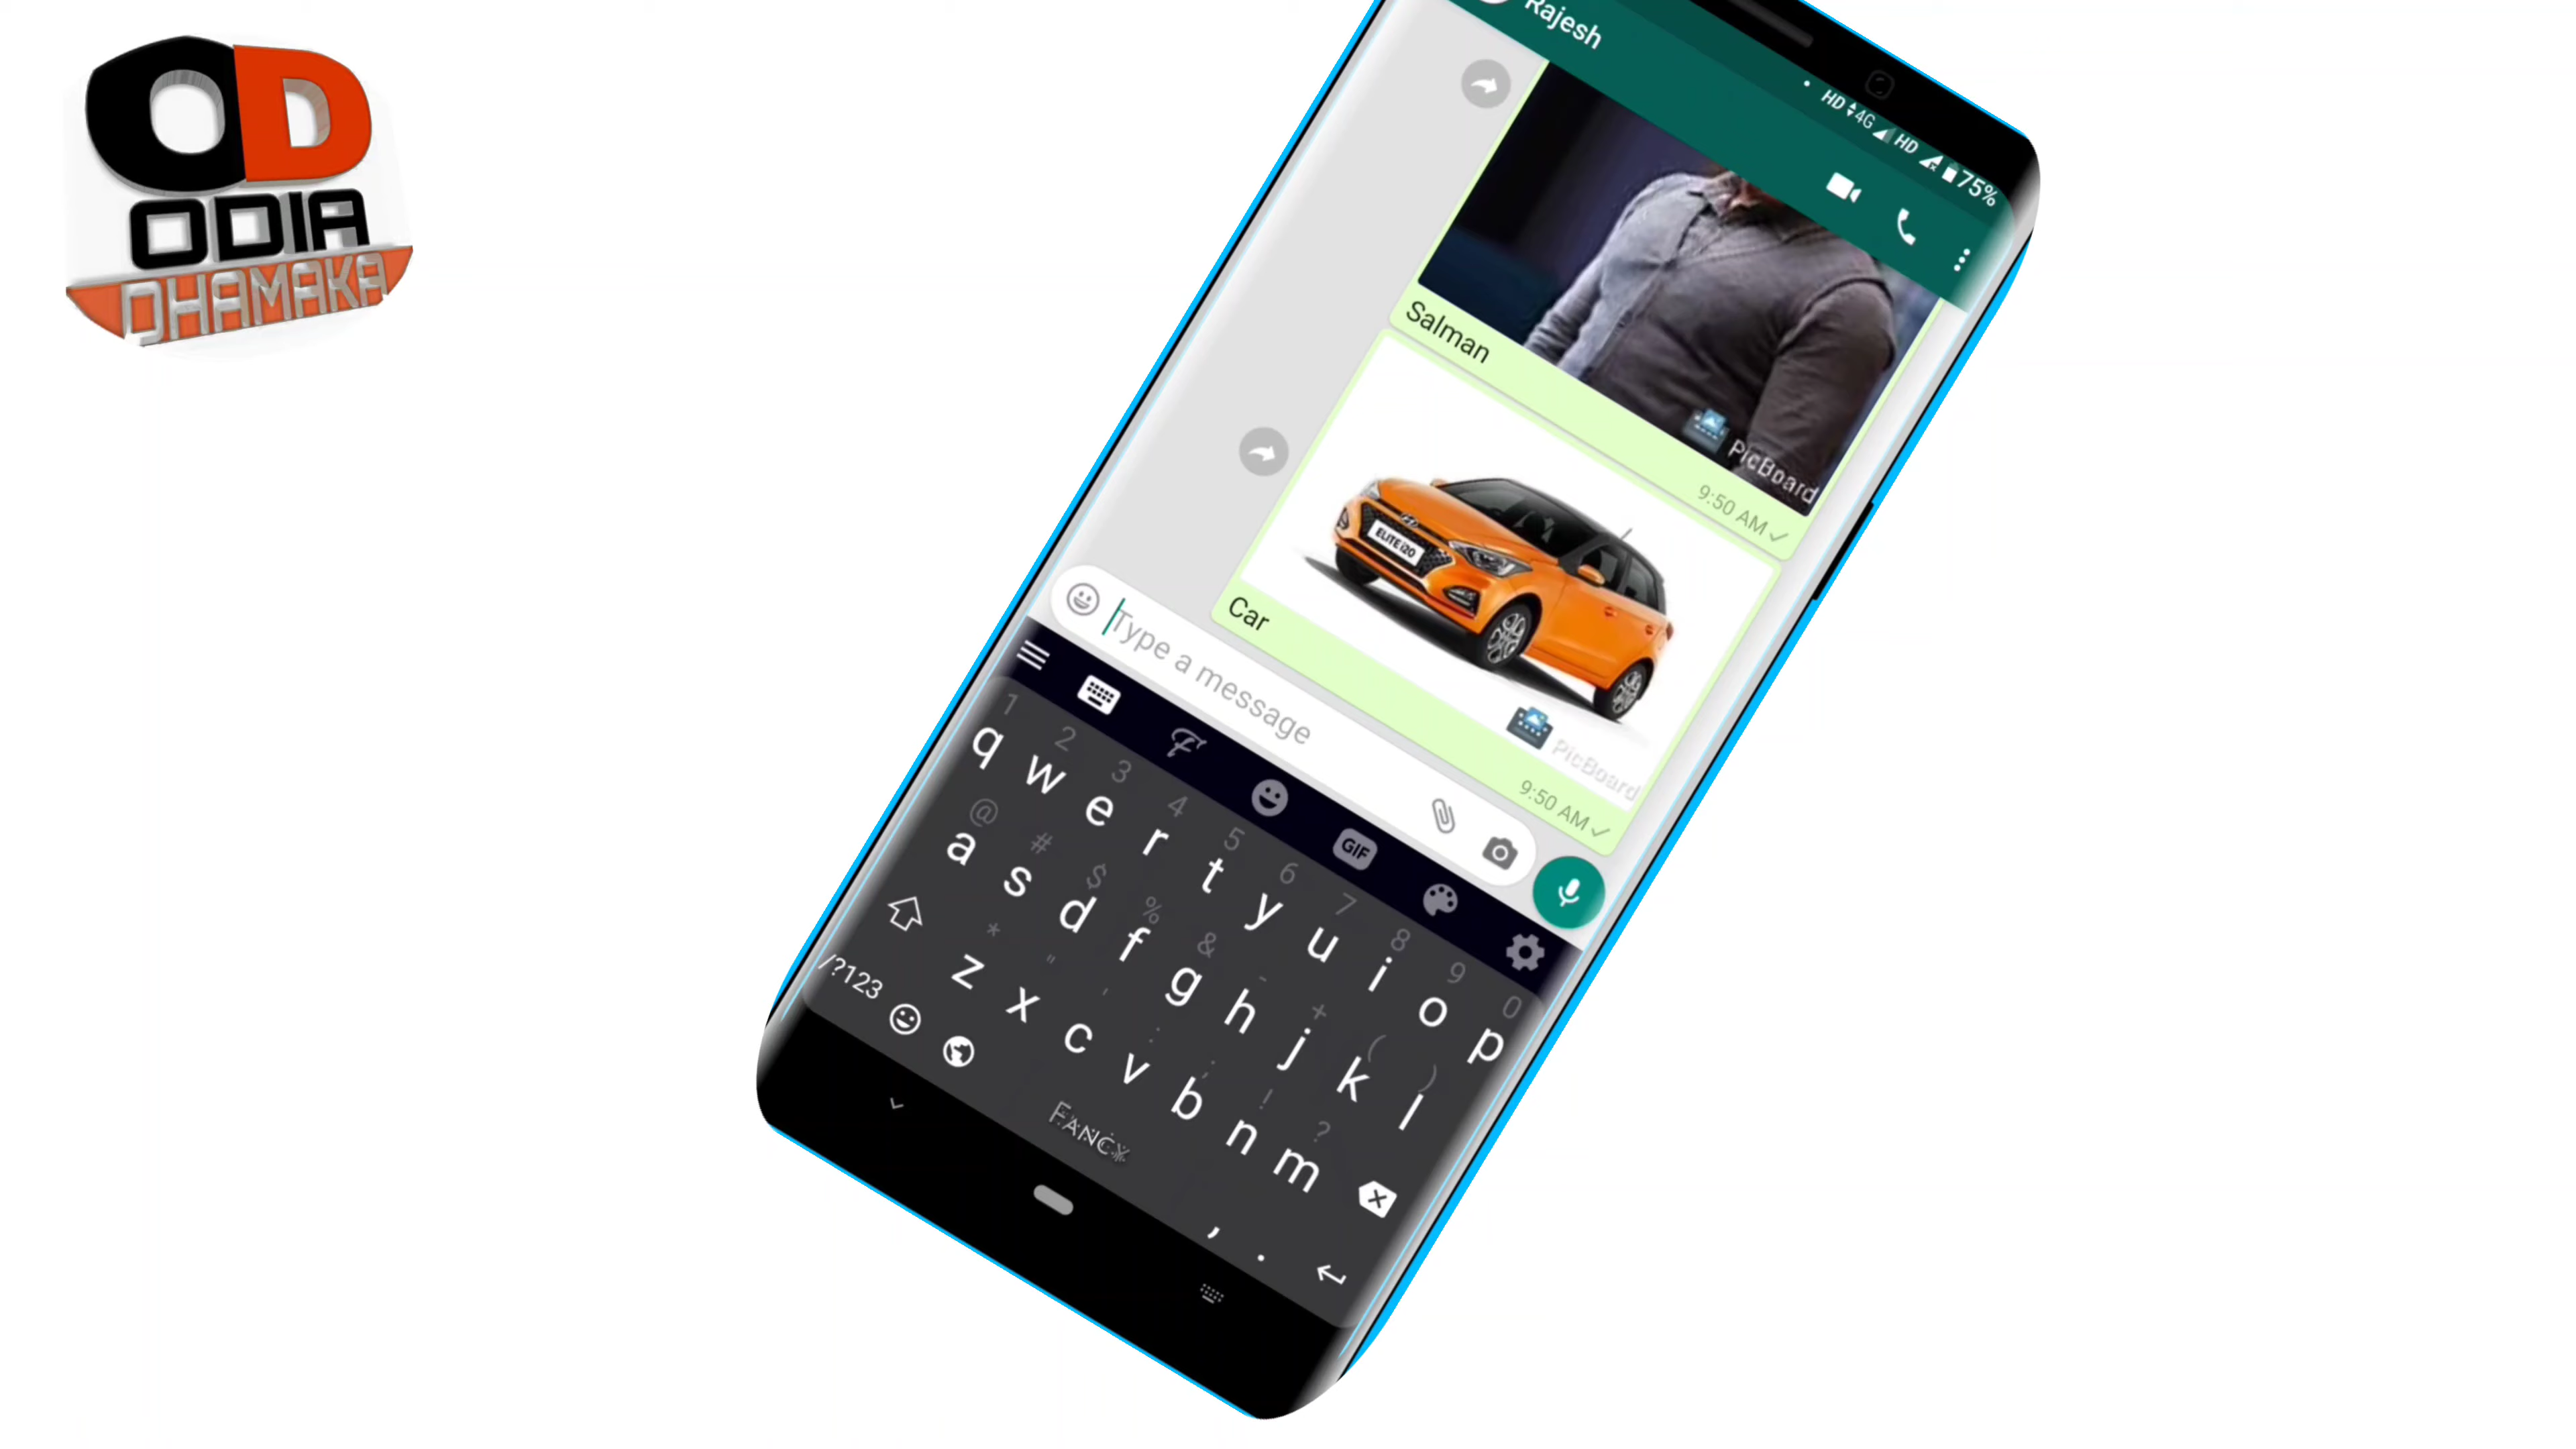 OD
ODIA
DHAMAKA
Rajesh
HD 4G HD 75%
Salman
PicBoard
9:50 AM
ELITE i20
Car
PicBoard
9:50 AM
Type a message
GIF
1 2 3 4 5 6 7 8 9 0
q w e r t y u i o p
@ # $ % & - + ( )
a s d f g h j k l
* " ' : ; ! ?
z x c v b n m
/?123
FANCY
, .